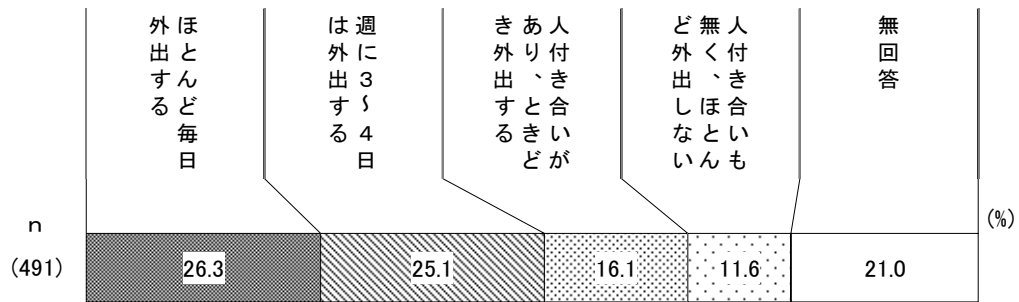 ほとんど毎日
外出する
週に３～４日
は外出する
人付き合いが
あり、ときど
き外出する
人付き合いも
無く、ほとん
ど外出しない
無回答
(%)
ｎ
(491)
26.3
25.1
16.1
11.6
21.0